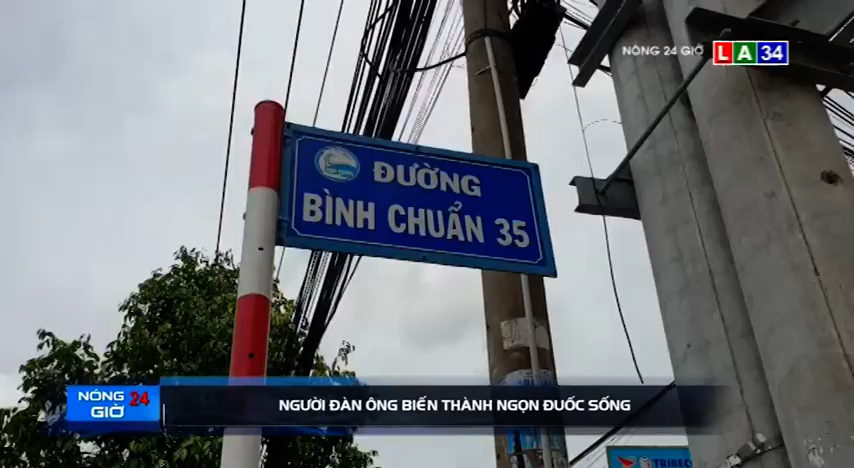 NÓNG 24 GIỜ LA34
ĐƯỜNG
BÌNH CHUẨN 35
NÓNG 24
GIỜ
NGƯỜI ĐÀN ÔNG BIẾN THÀNH NGỌN ĐUỐC SỐNG